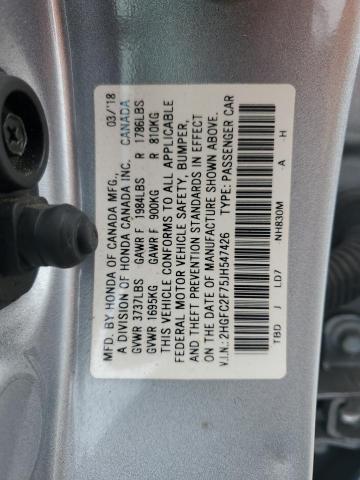 MFD. BY HONDA OF CANADA MFG. 03/'18
A DIVISION OF HONDA CANADA INC. CANADA
GVWR 3737LBS GAWR F 1984LBS R 1786LBS
GVWR 1695KG GAWR F 900KG R 810KG
THIS VEHICLE CONFORMS TO ALL APPLICABLE
FEDERAL MOTOR VEHICLE SAFETY, BUMPER,
AND THEFT PREVENTION STANDARDS IN EFFECT
ON THE DATE OF MANUFACTURE SHOWN ABOVE.
V.I.N.: 2HGFC2F75JH547426 TYPE: PASSENGER CAR
NH830M A H
TBD J LD7